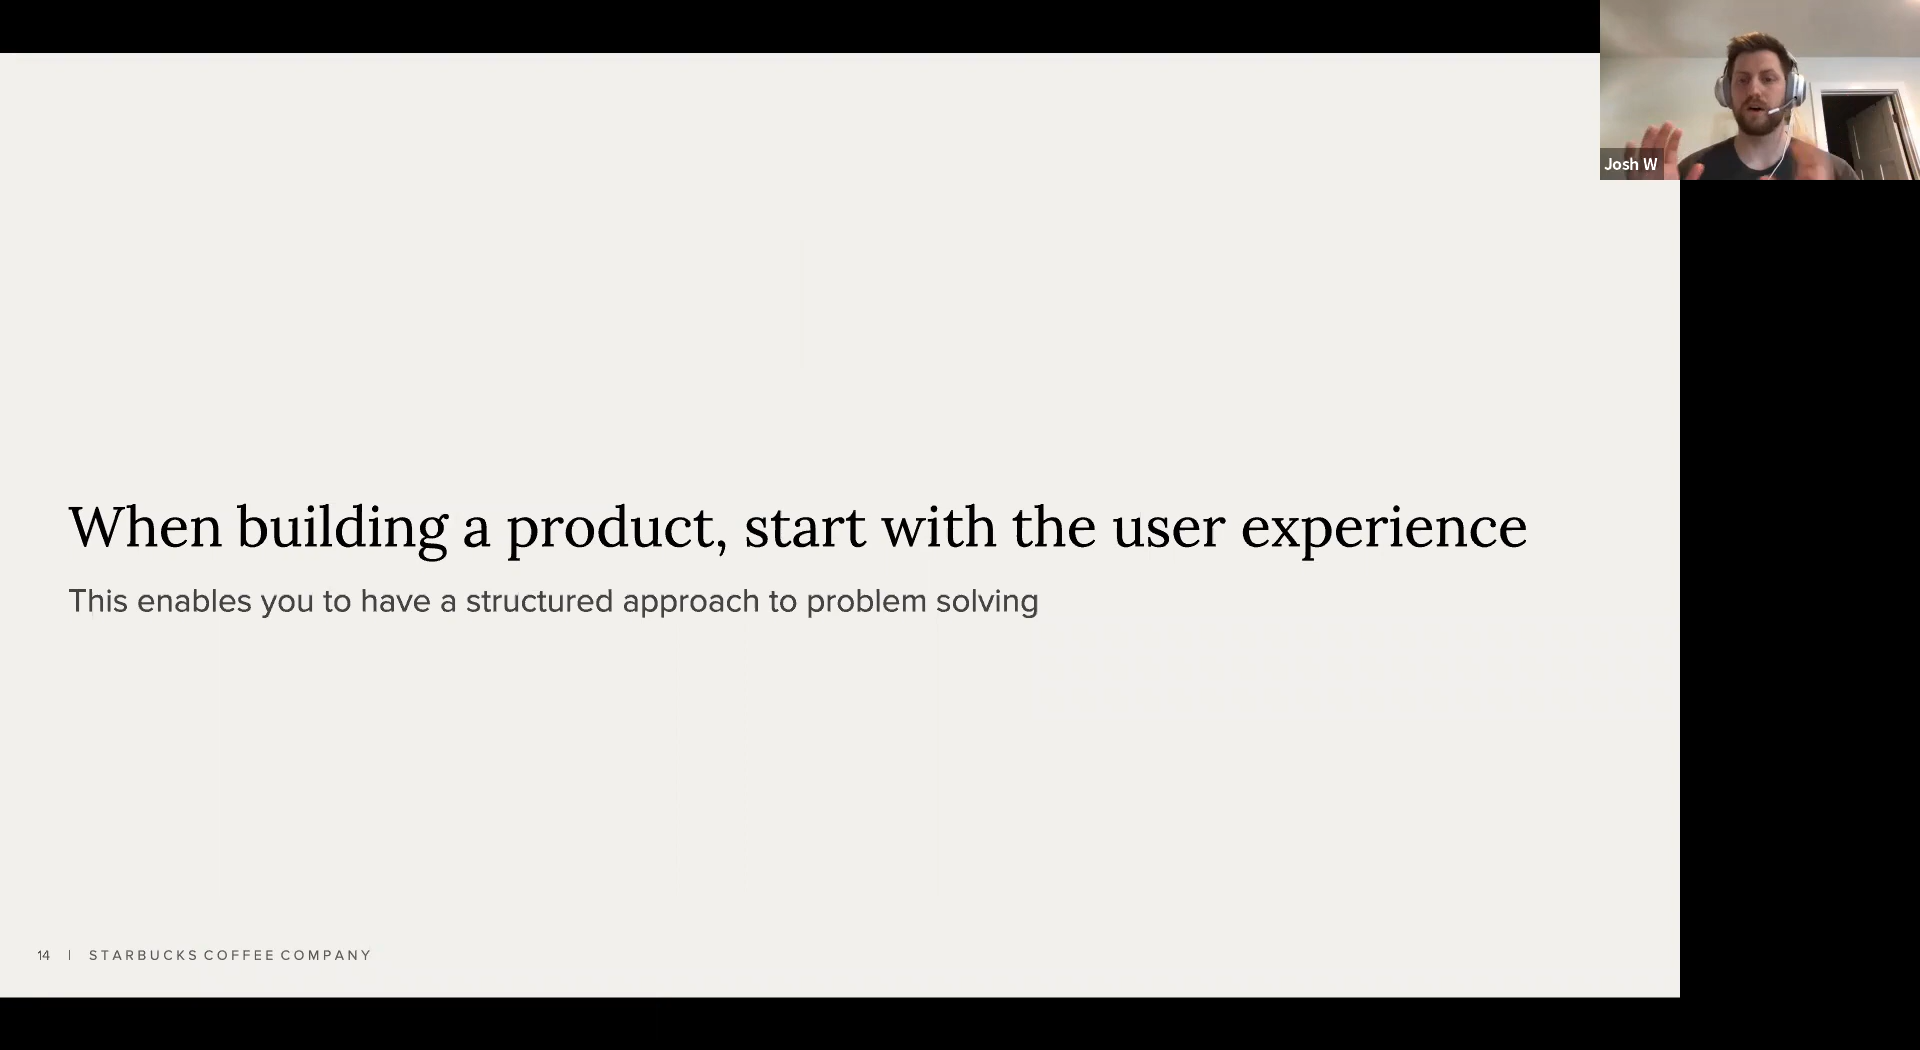 Josh W
When building a product, start with the user experience
This enables you to have a structured approach to problem solving
14 | STARBUCKS COFFEE COMPANY